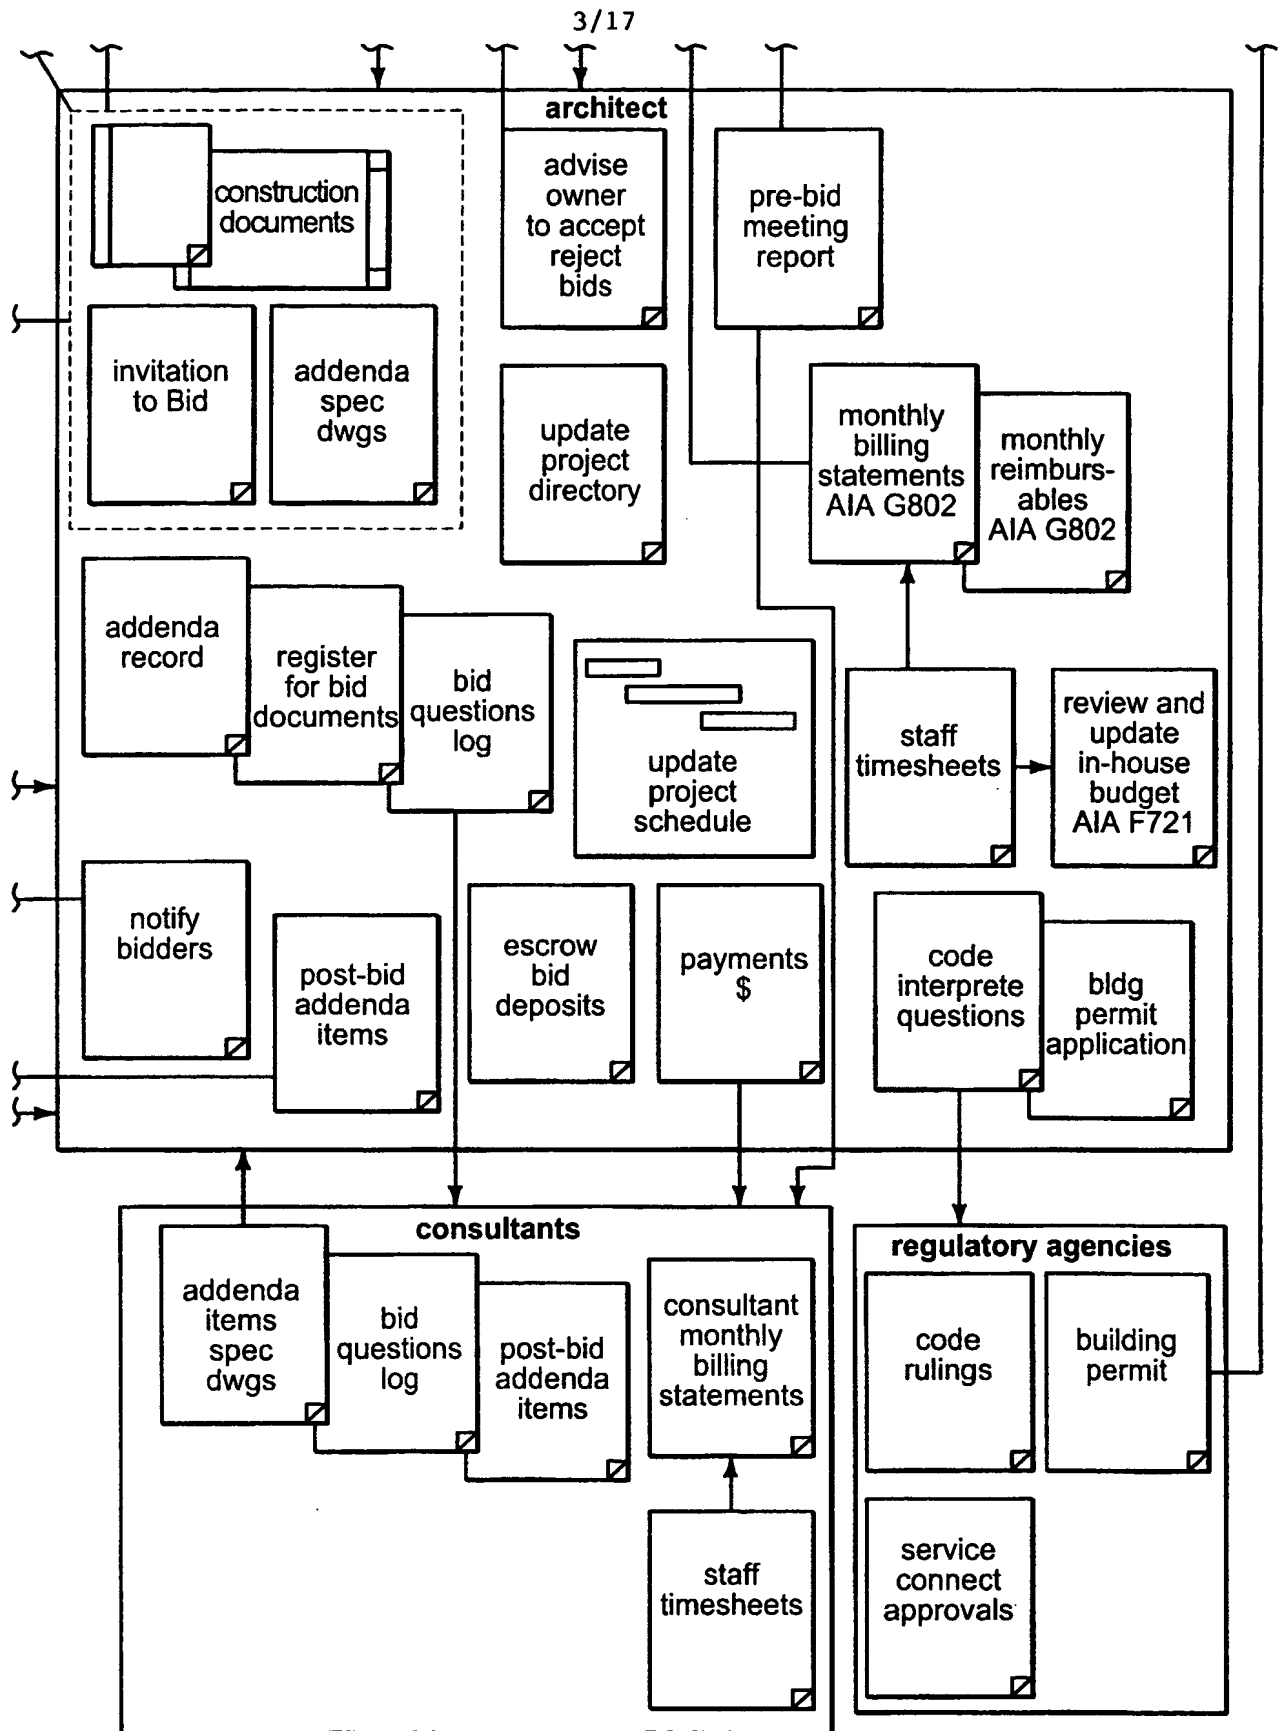 3/17
architect
construction
documents
advise
owner
to accept
reject
bids
pre-bid
meeting
report
invitation
to Bid
addenda
spec
dwgs
update
project
directory
monthly
billing
statements
AIA G802
monthly
reimburs-
ables
AIA G802
addenda
record
register
for bid
documents
bid
questions
log
update
project
schedule
staff
timesheets
review and
update
in-house
budget
AIA F721
notify
bidders
post-bid
addenda
items
escrow
bid
deposits
payments
$
code
interprete
questions
bldg
permit
application
consultants
addenda
items
spec
dwgs
bid
questions
log
post-bid
addenda
items
consultant
monthly
billing
statements
staff
timesheets
regulatory agencies
code
rulings
building
permit
service
connect
approvals